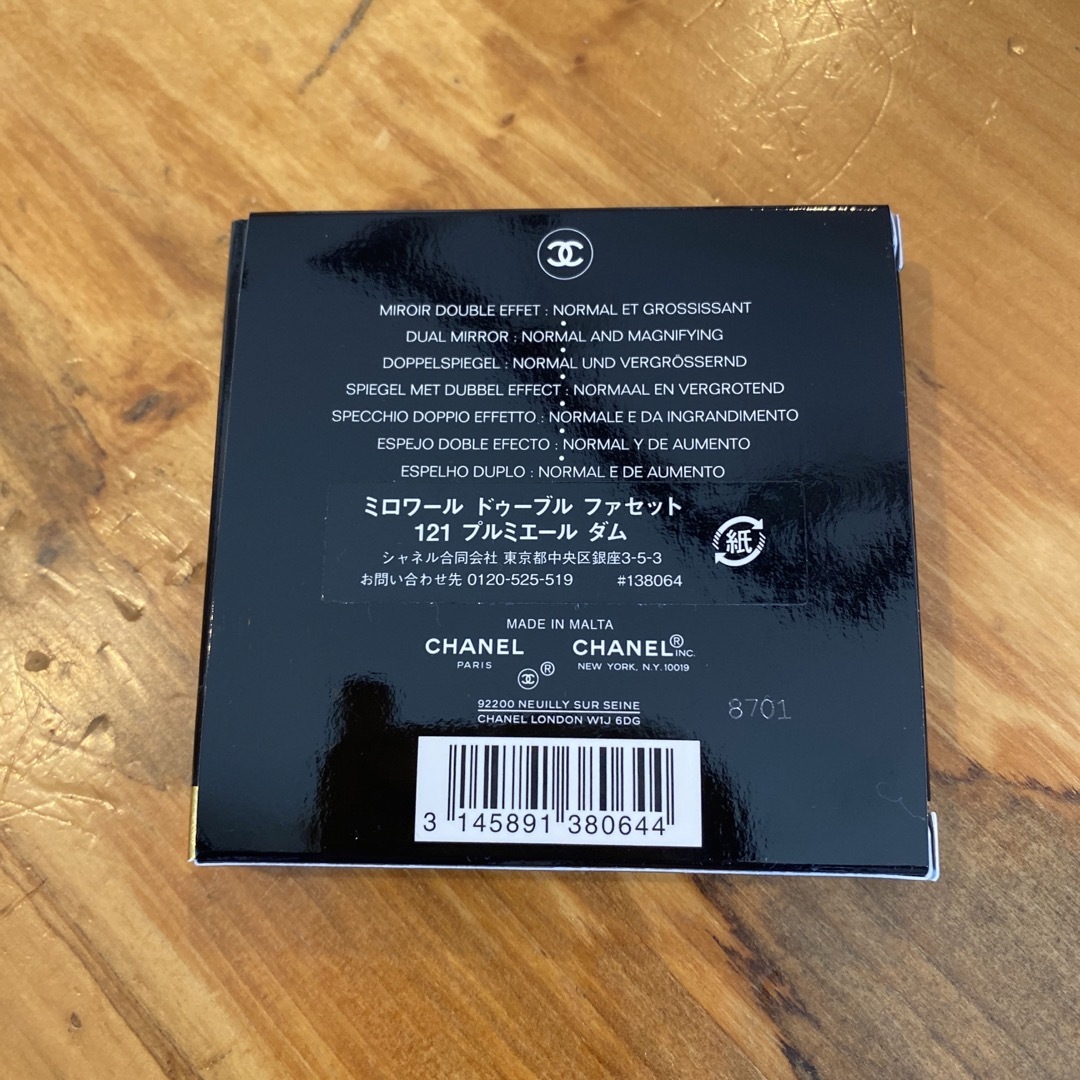 MIROIR DOUBLE EFFET : NORMAL ET GROSSISSANT
DUAL MIRROR : NORMAL AND MAGNIFYING
DOPPELSPIEGEL : NORMAL UND VERGRÖSSERND
SPIEGEL MET DUBBEL EFFECT : NORMAAL EN VERGROTEND
SPECCHIO DOPPIO EFFETTO : NORMALE E DA INGRANDIMENTO
ESPEJO DOBLE EFECTO : NORMAL Y DE AUMENTO
ESPELHO DUPLO : NORMAL E DE AUMENTO
ミロワール ドゥーブル ファセット
121 プルミエール ダム
シャネル合同会社 東京都中央区銀座3-5-3
お問い合わせ先 0120-525-519 #138064
紙
MADE IN MALTA
CHANEL CHANEL® INC.
PARIS NEW YORK, N.Y. 10019
®
92200 NEUILLY SUR SEINE
CHANEL LONDON W1J 6DG
8701
3 145891 380644